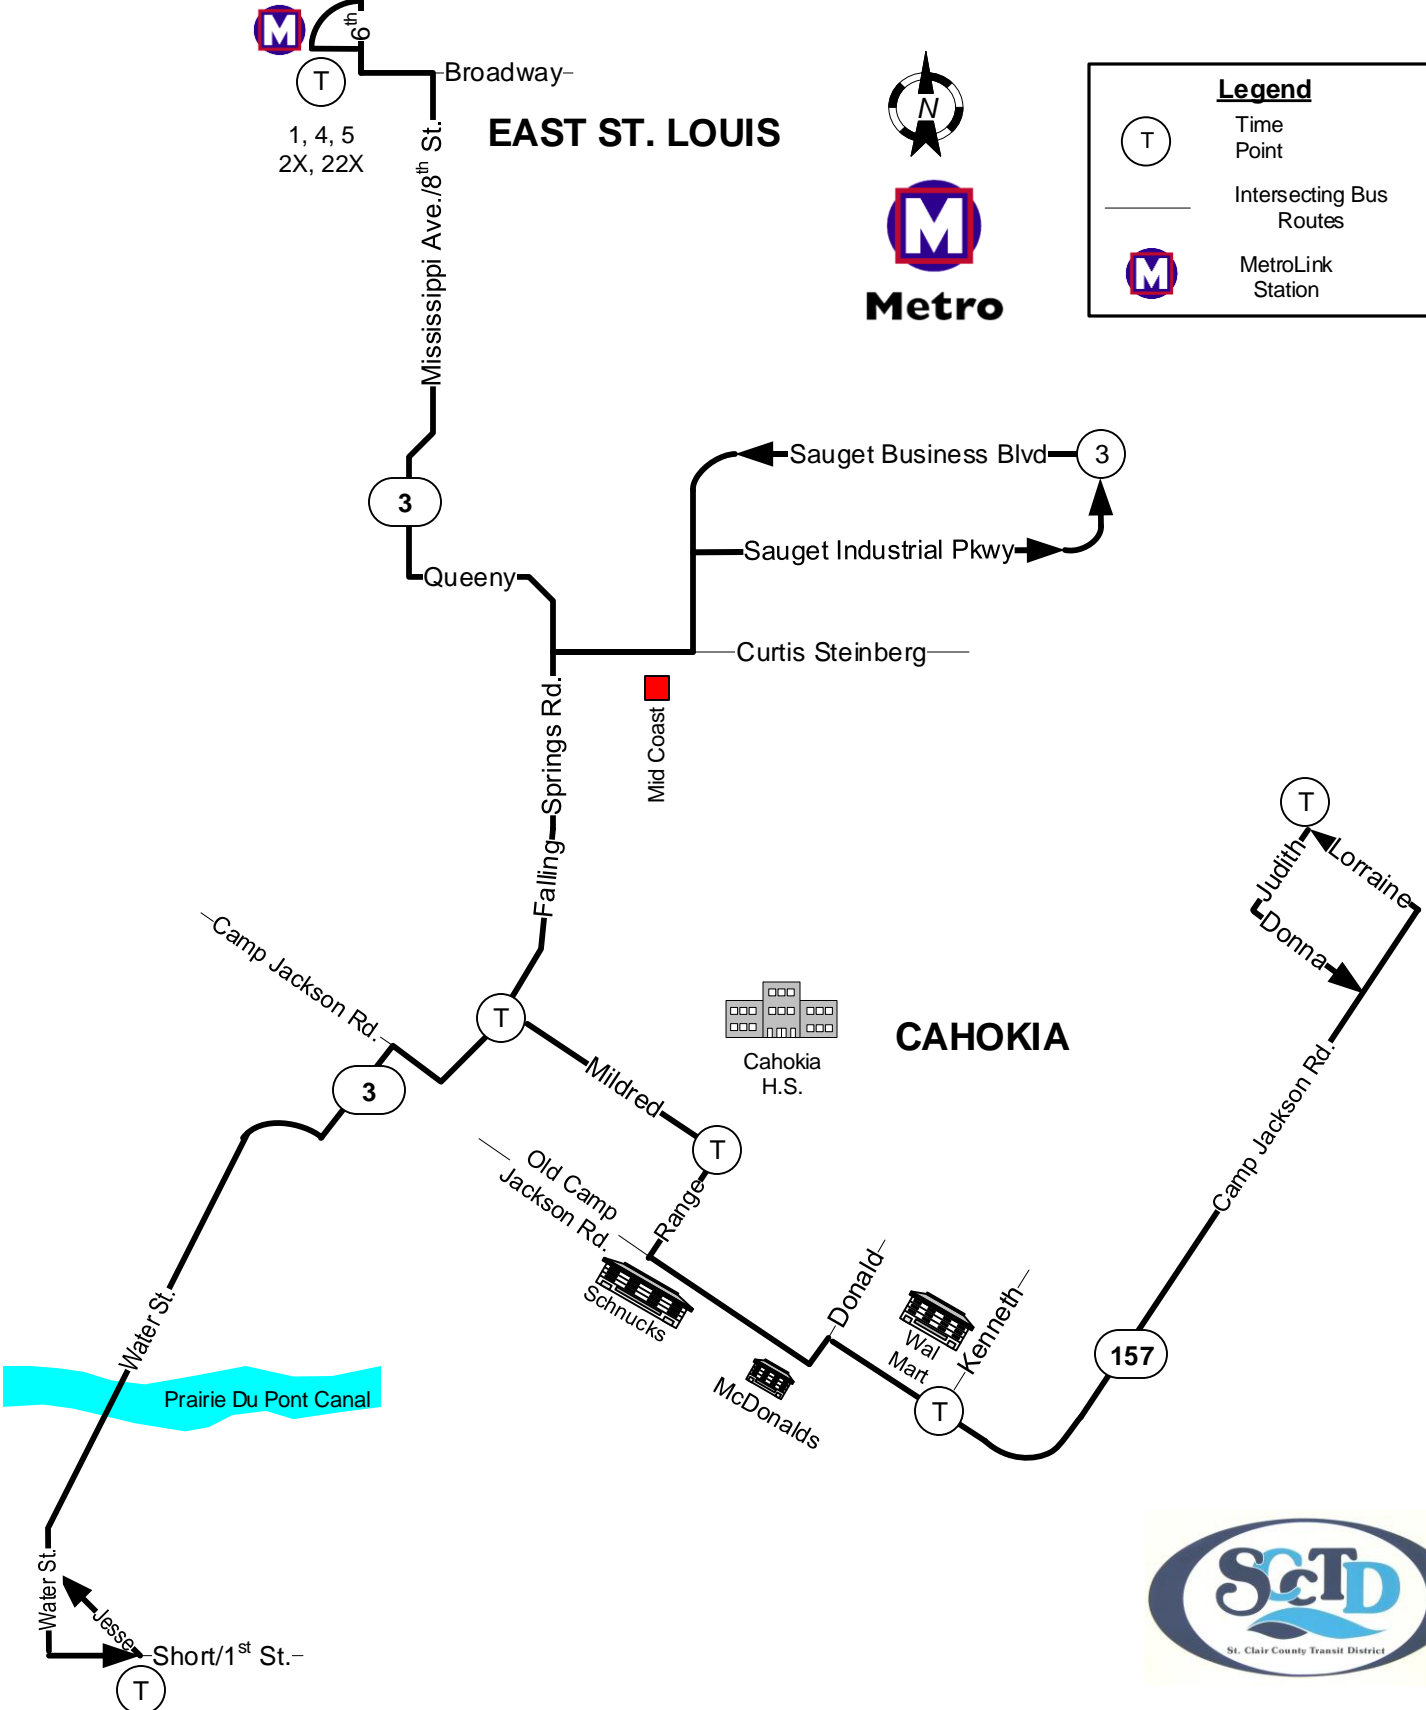 6th
M
T
Broadway
1, 4, 5
2X, 22X
EAST ST. LOUIS
Mississippi Ave./8th St.
N
M
Metro
Legend
T
Time
Point
Intersecting Bus
Routes
M
MetroLink
Station
3
Sauget Business Blvd
3
Sauget Industrial Pkwy
Queeny
Curtis Steinberg
Falling Springs Rd.
Mid Coast
T
Judith
Lorraine
Donna
Camp Jackson Rd.
T
Cahokia
H.S.
CAHOKIA
Mildred
3
T
Camp Jackson Rd.
Old Camp
Jackson Rd.
Range
Schnucks
Donald
Wal
Mart
Kenneth
157
McDonalds
T
Water St.
Prairie Du Pont Canal
Water St.
Jesse
Short/1st St.
T
SCCTD
St. Clair County Transit District